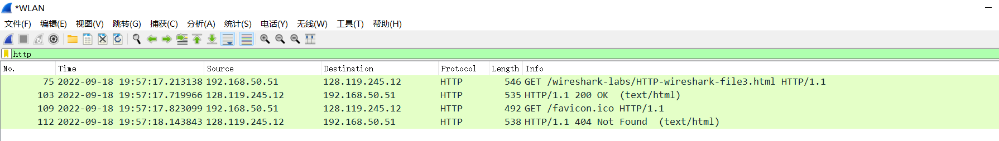 *WLAN
文件(F) 编辑(E) 视图(V) 跳转(G) 捕获(C) 分析(A) 统计(S) 电话(Y) 无线(W) 工具(T) 帮助(H)
http
No. Time Source Destination Protocol Length Info
75 2022-09-18 19:57:17.213138 192.168.50.51 128.119.245.12 HTTP 546 GET /wireshark-labs/HTTP-wireshark-file3.html HTTP/1.1
103 2022-09-18 19:57:17.719966 128.119.245.12 192.168.50.51 HTTP 535 HTTP/1.1 200 OK (text/html)
109 2022-09-18 19:57:17.823099 192.168.50.51 128.119.245.12 HTTP 492 GET /favicon.ico HTTP/1.1
112 2022-09-18 19:57:18.143843 128.119.245.12 192.168.50.51 HTTP 538 HTTP/1.1 404 Not Found (text/html)